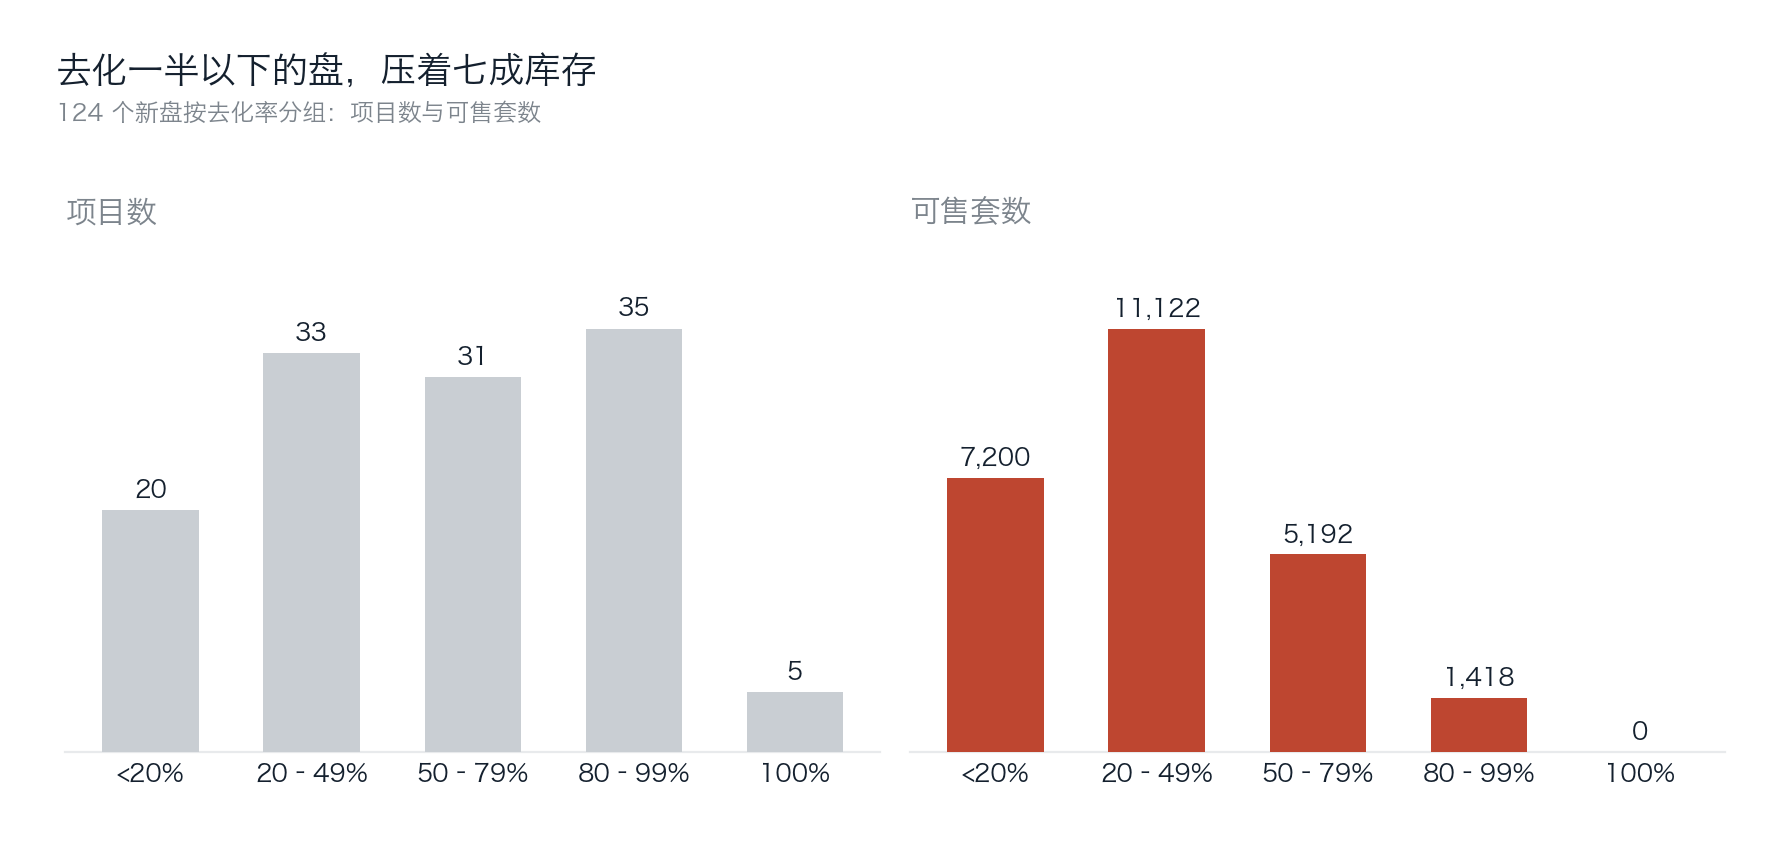 去化一半以下的盘，压着七成库存
124 个新盘按去化率分组：项目数与可售套数
项目数
20
33
31
35
5
<20%
20 - 49%
50 - 79%
80 - 99%
100%
可售套数
7,200
11,122
5,192
1,418
0
<20%
20 - 49%
50 - 79%
80 - 99%
100%